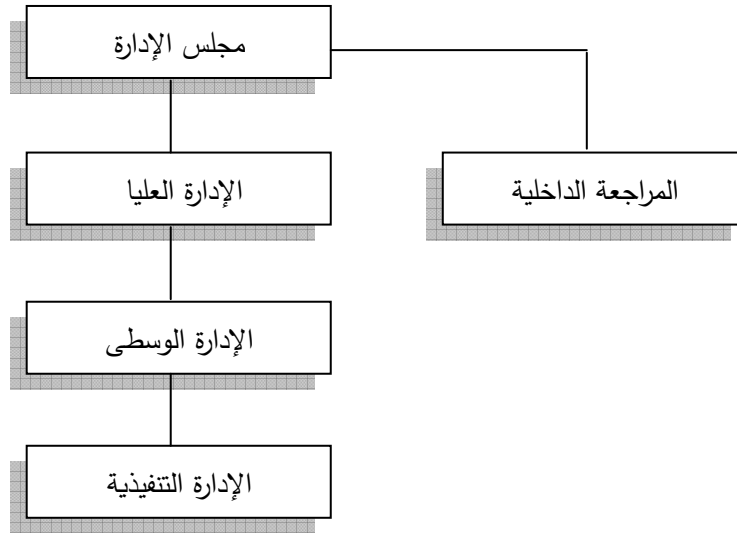 مجلس الإدارة
الإدارة العليا
المراجعة الداخلية
الإدارة الوسطى
الإدارة التنفيذية